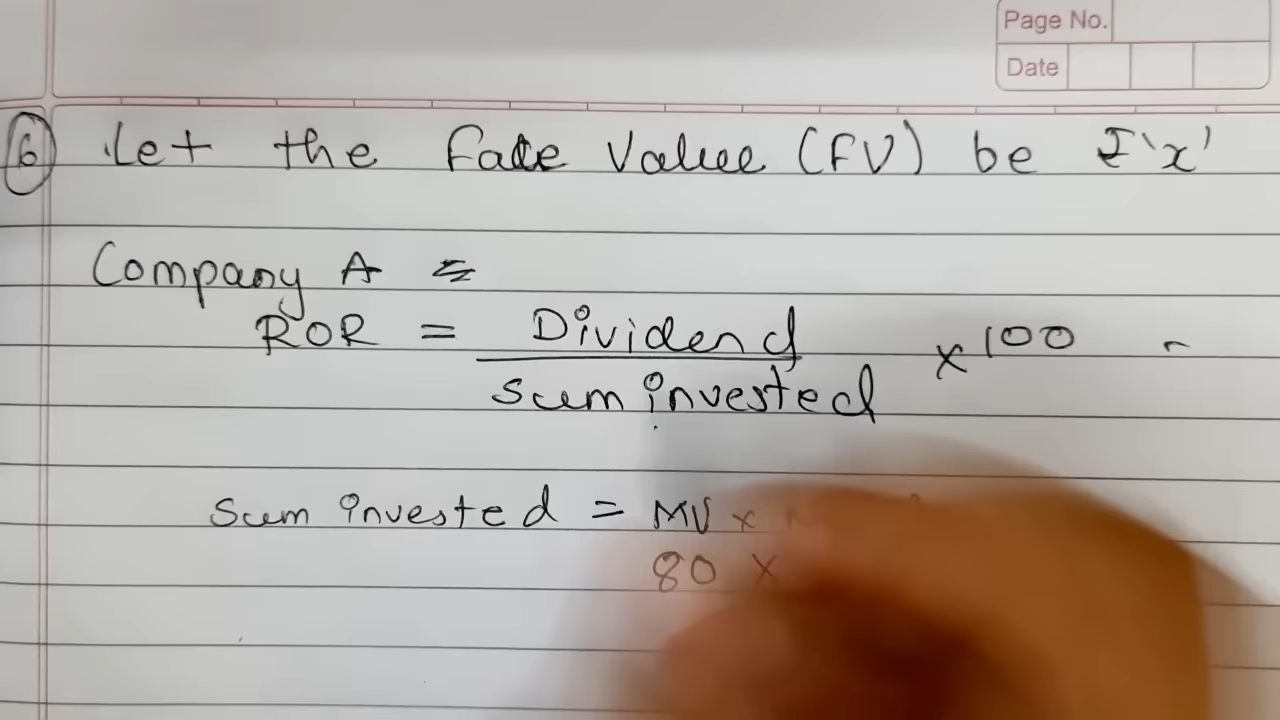 Page No.
Date
6 Let the Face Value (FV) be ₹'x'
Company A =
ROR = Dividend × 100
Sum invested
Sum invested = MV ×
80 ×